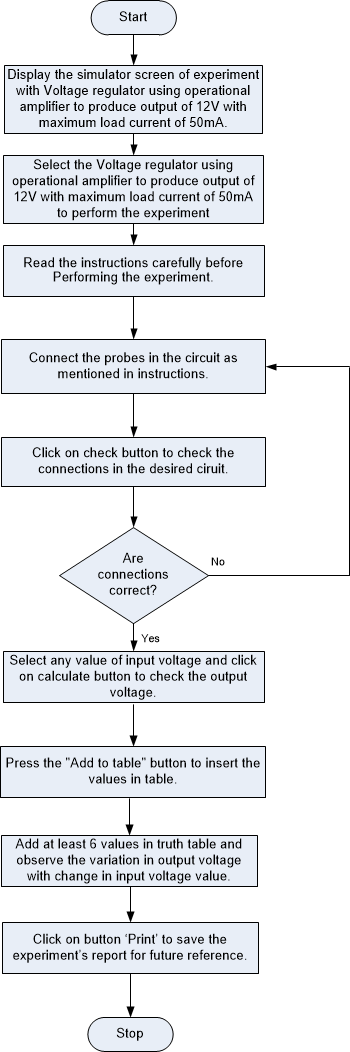 Start
Display the simulator screen of experiment
with Voltage regulator using operational
amplifier to produce output of 12V with
maximum load current of 50mA.
Select the Voltage regulator using
operational amplifier to produce output of
12V with maximum load current of 50mA
to perform the experiment
Read the instructions carefully before
Performing the experiment.
Connect the probes in the circuit as
mentioned in instructions.
Click on check button to check the
connections in the desired ciruit.
Are
connections
correct?
No
Yes
Select any value of input voltage and click
on calculate button to check the output
voltage.
Press the "Add to table" button to insert the
values in table.
Add at least 6 values in truth table and
observe the variation in output voltage
with change in input voltage value.
Click on button ‘Print’ to save the
experiment’s report for future reference.
Stop